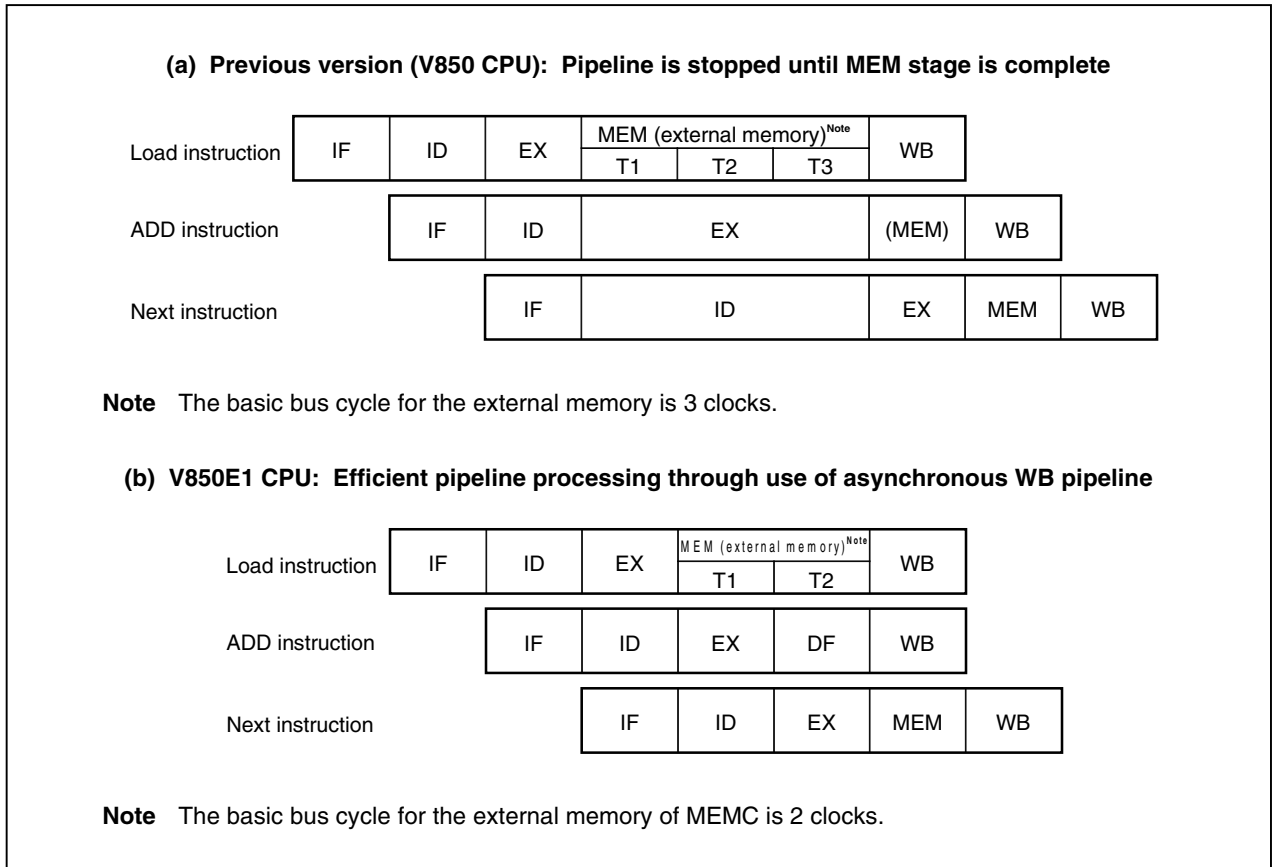 (a) Previous version (V850 CPU): Pipeline is stopped until MEM stage is complete
Load instruction IF ID EX MEM (external memory)Note WB
T1 T2 T3
ADD instruction IF ID EX (MEM) WB
Next instruction IF ID EX MEM WB
Note The basic bus cycle for the external memory is 3 clocks.
(b) V850E1 CPU: Efficient pipeline processing through use of asynchronous WB pipeline
Load instruction IF ID EX MEM (external memory)Note WB
T1 T2
ADD instruction IF ID EX DF WB
Next instruction IF ID EX MEM WB
Note The basic bus cycle for the external memory of MEMC is 2 clocks.